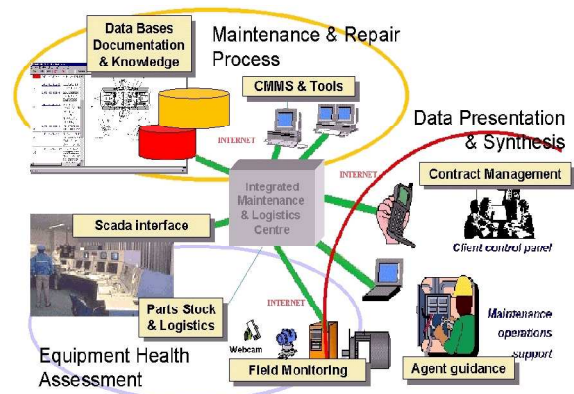 Data Bases
Documentation
& Knowledge
Maintenance & Repair
Process
CMMS & Tools
INTERNET
Data Presentation
& Synthesis
INTERNET
Contract Management
Integrated
Maintenance
& Logistics
Centre
Scada interface
Client control panel
Parts Stock
& Logistics
INTERNET
Maintenance
operations
support
Webcam
Equipment Health
Assessment
Field Monitoring
Agent guidance